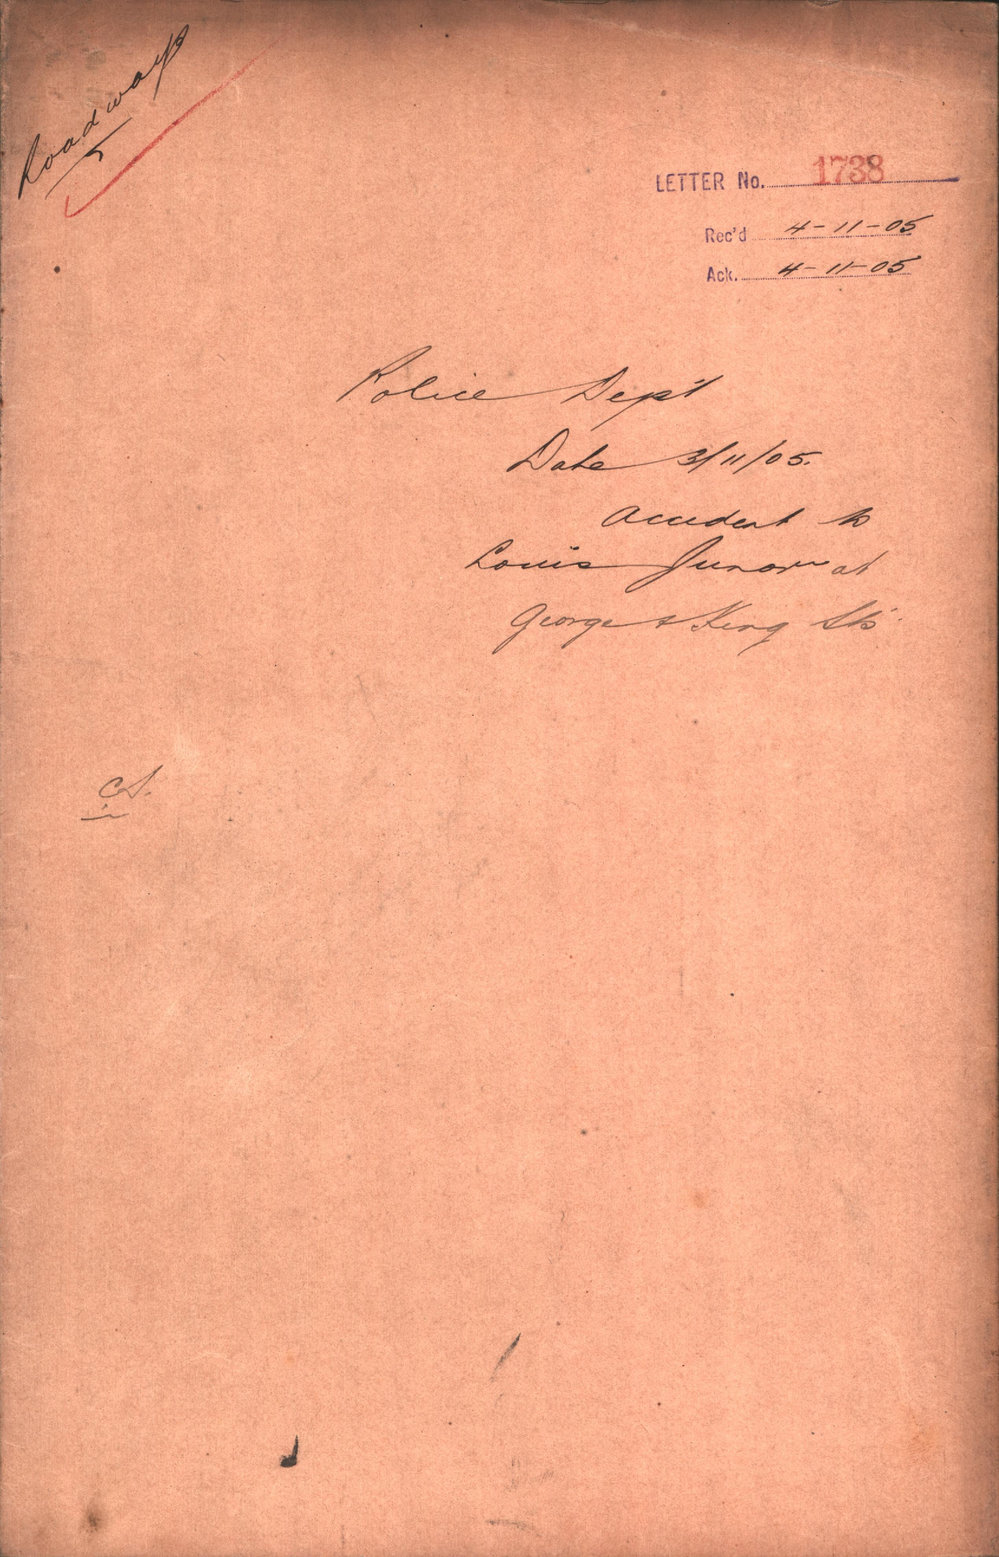 Roadways
LETTER No. 1738
Rec'd 4-11-05
Ack. 4-11-05
Police Dep't
Date 3/11/05.
Accident to
Louis Junor at
George & King Sts.